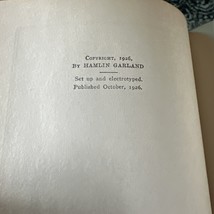 Copyright, 1926,
By HAMLIN GARLAND
Set up and electrotyped.
Published October, 1926.